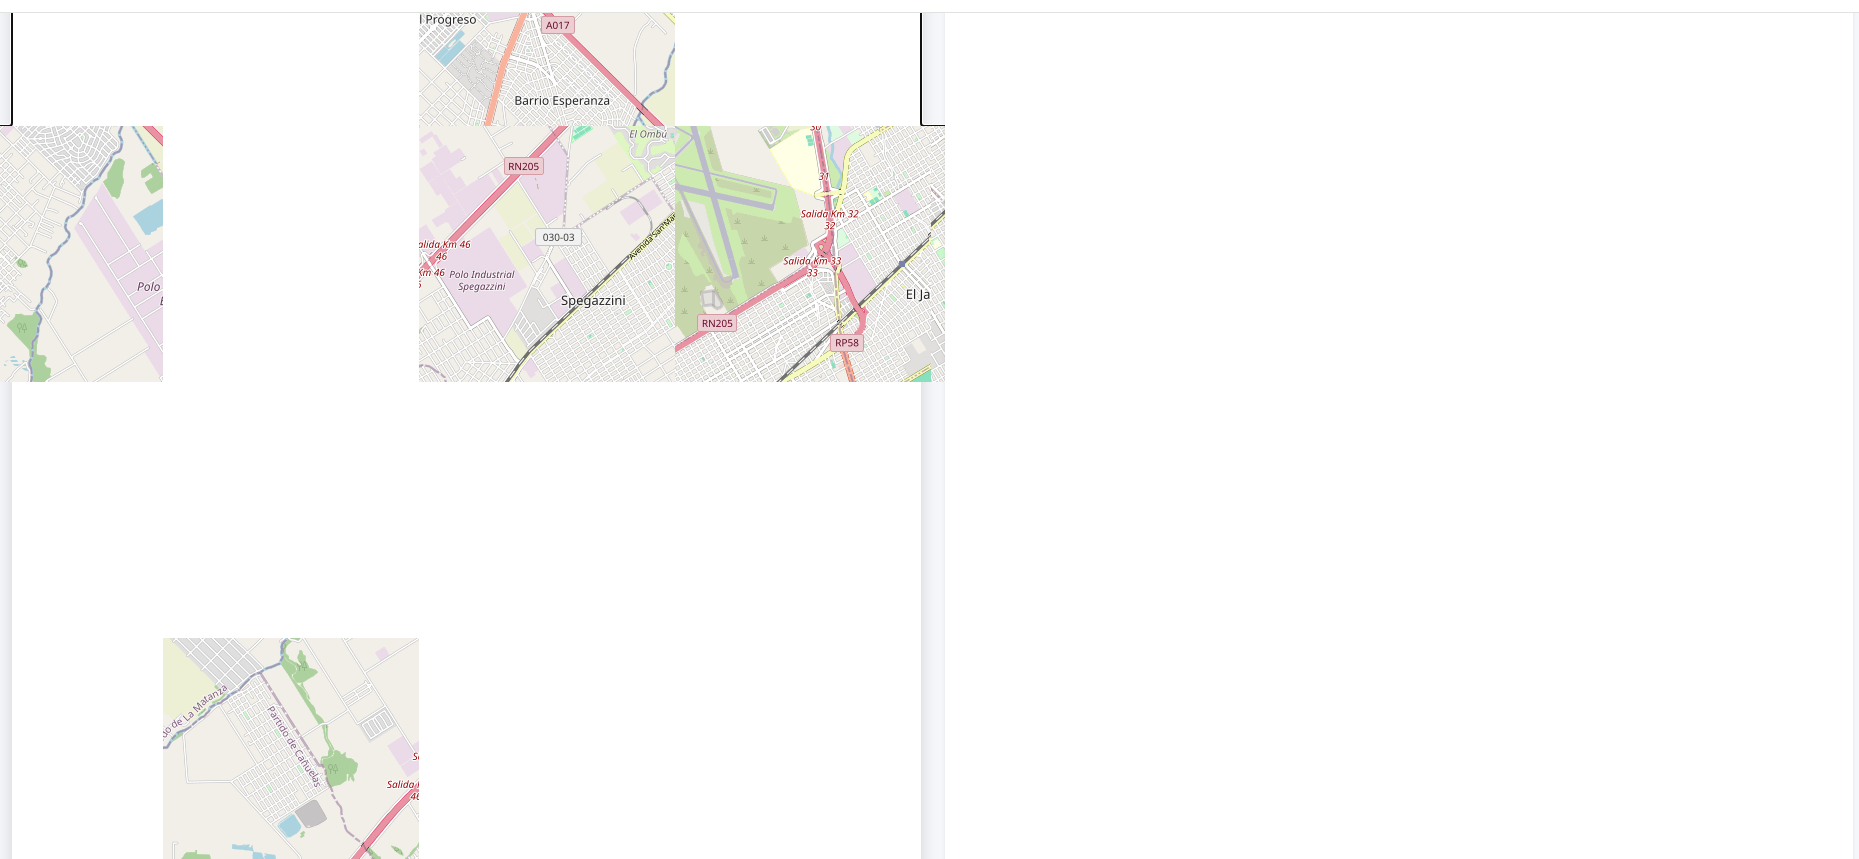 l Progreso
A017
Barrio Esperanza
El Ombú
30
RN205
31
Salida Km 32
32
030-03
alida Km 46
46
Km 46
Avenida San Mar
Salida Km 33
33
Polo Industrial
Spegazzini
Polo
Spegazzini
El Ja
RN205
RP58
do de La Matanza
Partido de Cañuelas
Salida
46